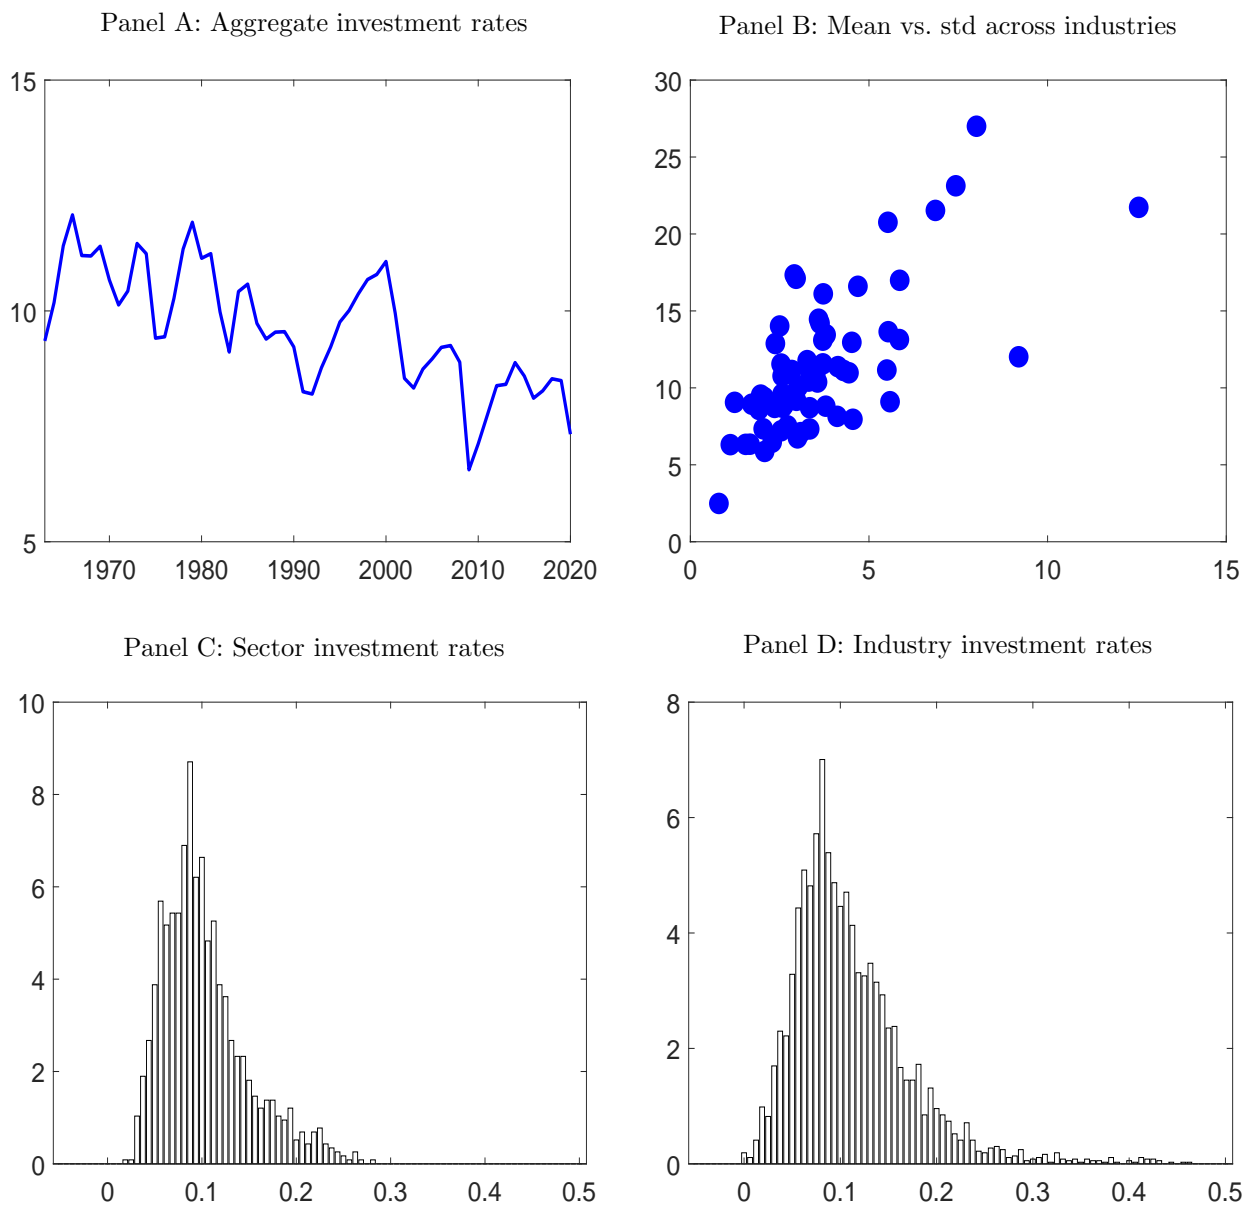 Panel A: Aggregate investment rates
Panel B: Mean vs. std across industries
15
10
5
1970 1980 1990 2000 2010 2020
30
25
20
15
10
5
0
0 5 10 15
Panel C: Sector investment rates
Panel D: Industry investment rates
10
8
6
4
2
0
0 0.1 0.2 0.3 0.4 0.5
8
6
4
2
0
0 0.1 0.2 0.3 0.4 0.5